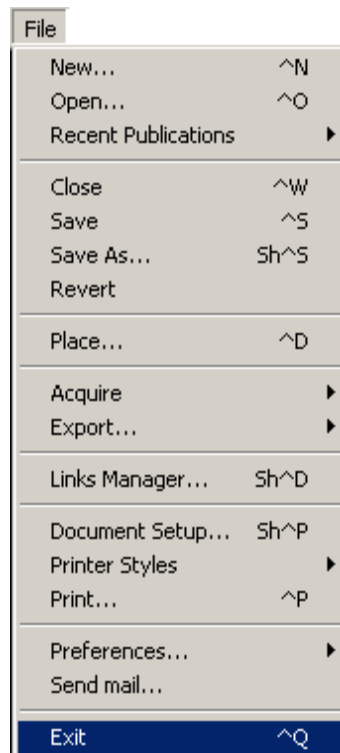 File
New... ^N
Open... ^O
Recent Publications
Close ^W
Save ^S
Save As... Sh^S
Revert
Place... ^D
Acquire
Export...
Links Manager... Sh^D
Document Setup... Sh^P
Printer Styles
Print... ^P
Preferences...
Send mail...
Exit ^Q